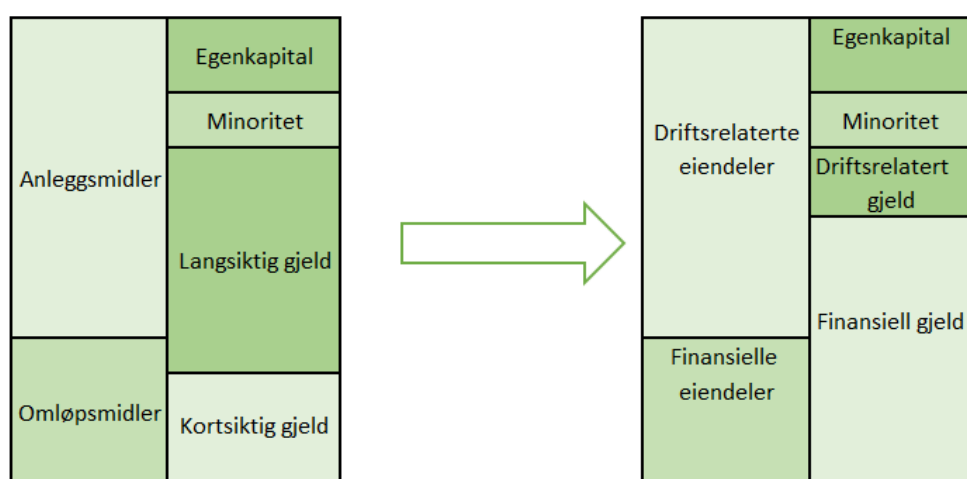 Anleggsmidler
Omløpsmidler
Egenkapital
Minoritet
Langsiktig gjeld
Kortsiktig gjeld
Driftsrelaterte
eiendeler
Finansielle
eiendeler
Egenkapital
Minoritet
Driftsrelatert
gjeld
Finansiell gjeld